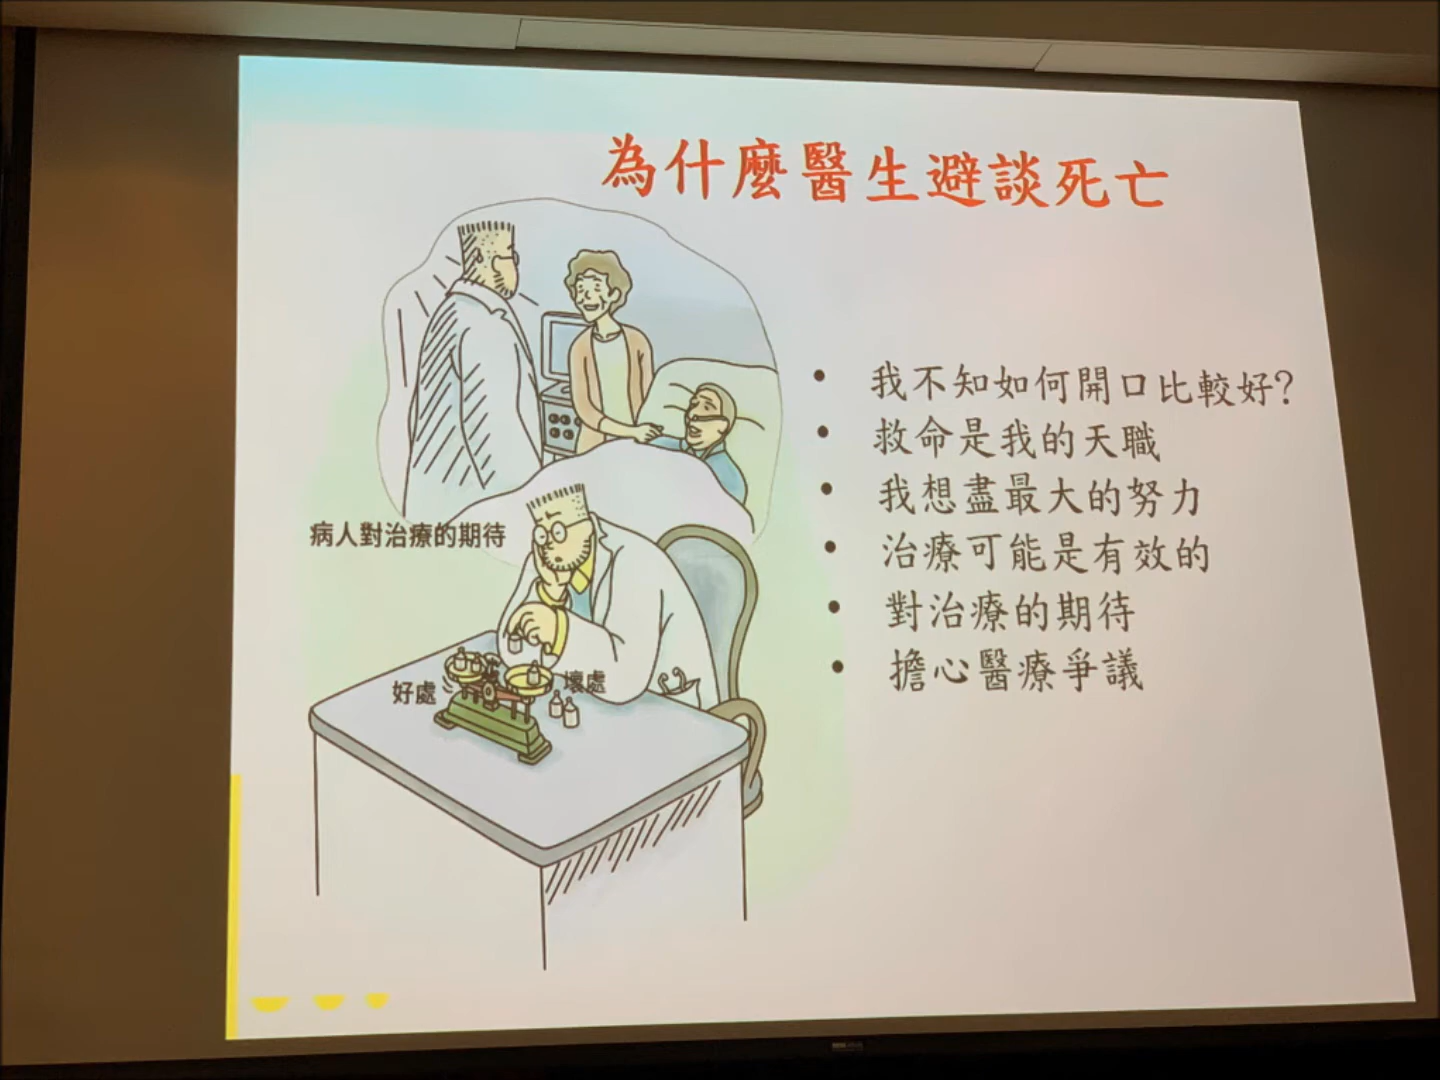 為什麼醫生避談死亡
病人對治療的期待
好處
壞處
• 我不知如何開口比較好?
• 救命是我的天職
• 我想盡最大的努力
• 治療可能是有效的
• 對治療的期待
• 擔心醫療爭議